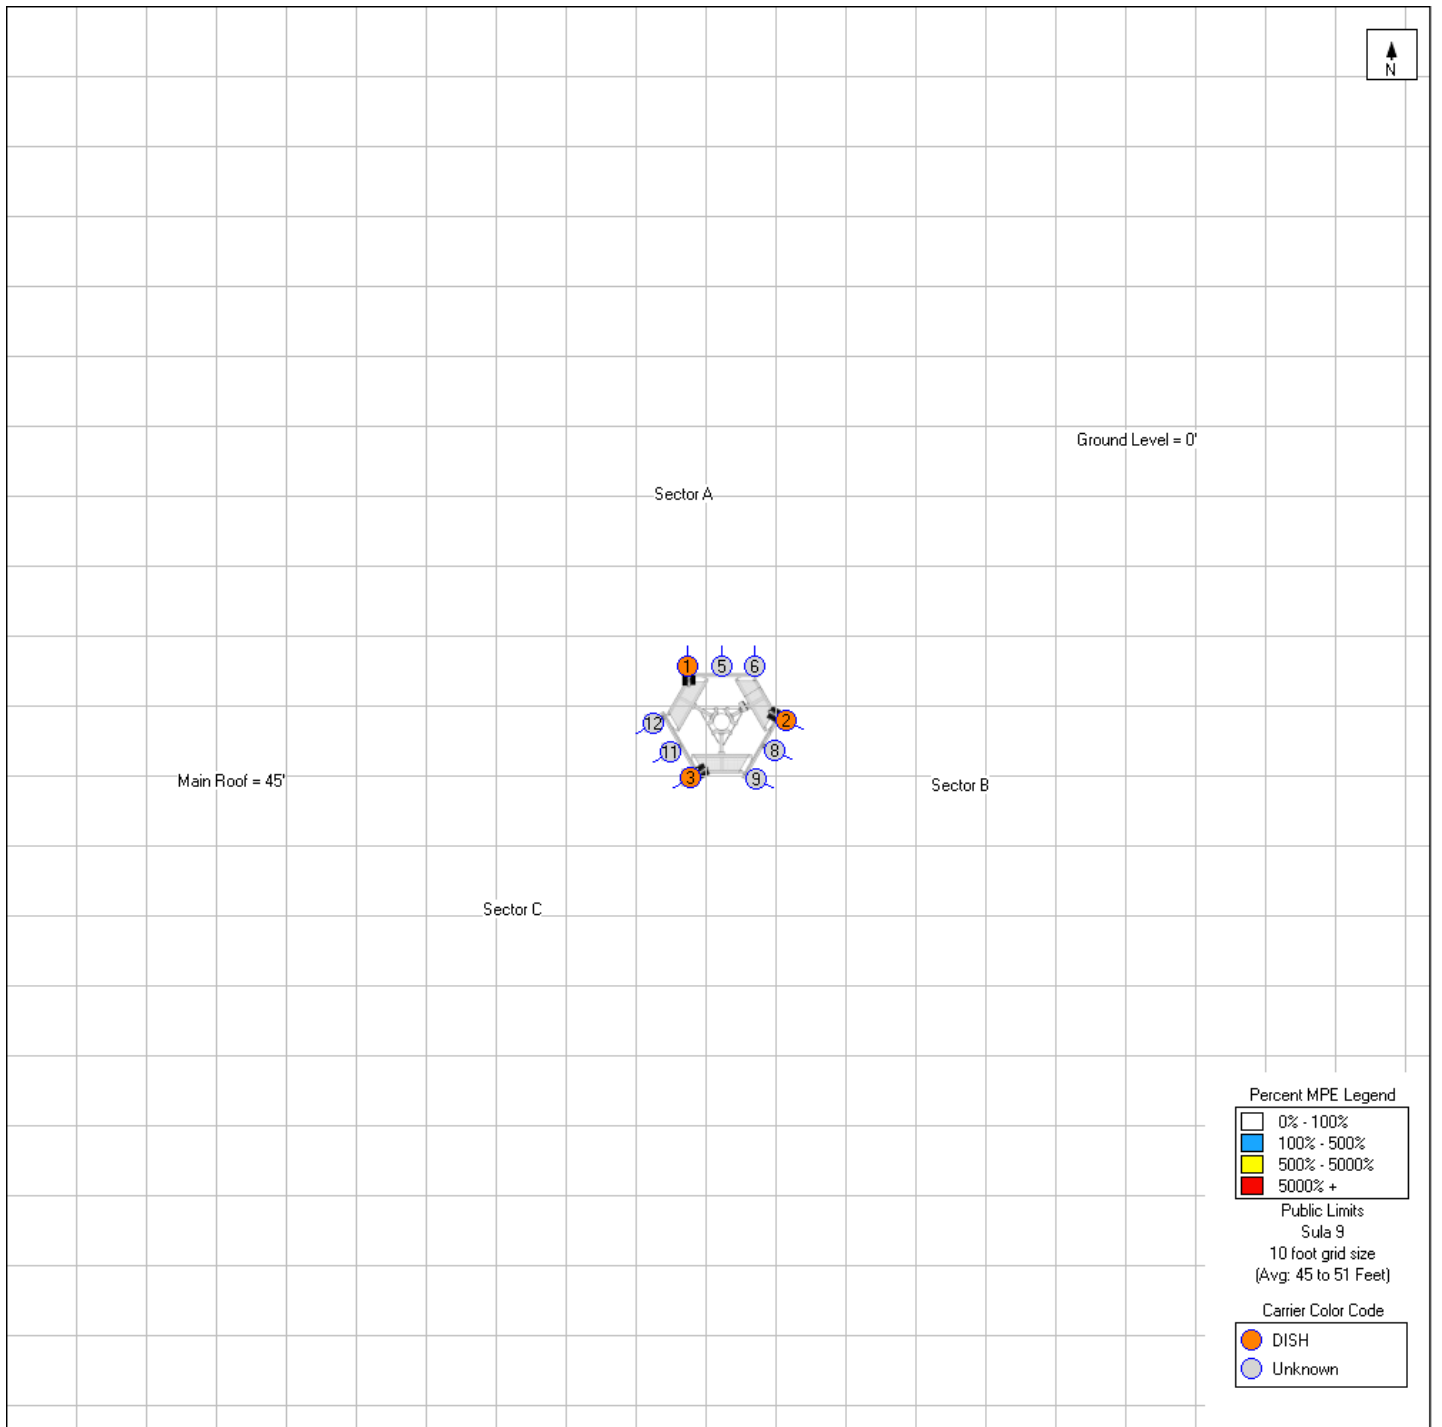 N
Ground Level = 0'
Sector A
1
5
6
12
2
11
8
3
9
Main Roof = 45'
Sector B
Sector C
Percent MPE Legend
0% - 100%
100% - 500%
500% - 5000%
5000% +
Public Limits
Sula 9
10 foot grid size
(Avg: 45 to 51 Feet)
Carrier Color Code
DISH
Unknown